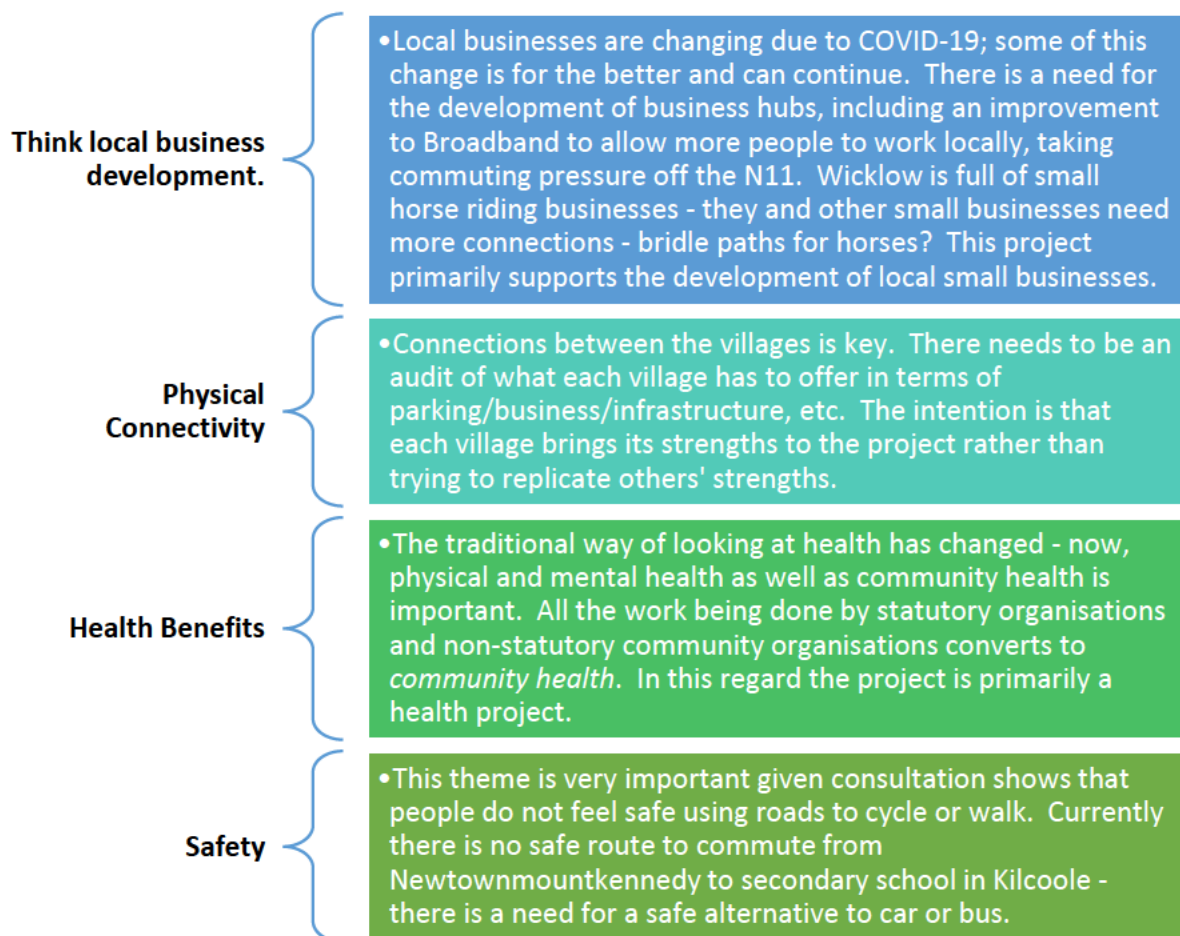 Think local business
development.
•Local businesses are changing due to COVID-19; some of this
change is for the better and can continue.  There is a need for
the development of business hubs, including an improvement
to Broadband to allow more people to work locally, taking
commuting pressure off the N11.  Wicklow is full of small
horse riding businesses - they and other small businesses need
more connections - bridle paths for horses?  This project
primarily supports the development of local small businesses.
Physical
Connectivity
•Connections between the villages is key.  There needs to be an
audit of what each village has to offer in terms of
parking/business/infrastructure, etc.  The intention is that
each village brings its strengths to the project rather than
trying to replicate others' strengths.
Health Benefits
•The traditional way of looking at health has changed - now,
physical and mental health as well as community health is
important.  All the work being done by statutory organisations
and non-statutory community organisations converts to
community health.  In this regard the project is primarily a
health project.
Safety
•This theme is very important given consultation shows that
people do not feel safe using roads to cycle or walk.  Currently
there is no safe route to commute from
Newtownmountkennedy to secondary school in Kilcoole -
there is a need for a safe alternative to car or bus.